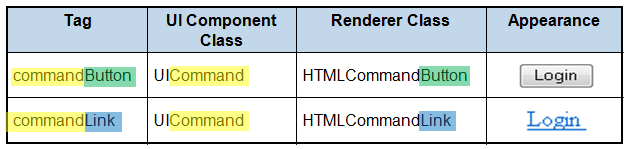 Tag UI Component Class Renderer Class Appearance
commandButton UICommand HTMLCommandButton Login
commandLink UICommand HTMLCommandLink Login